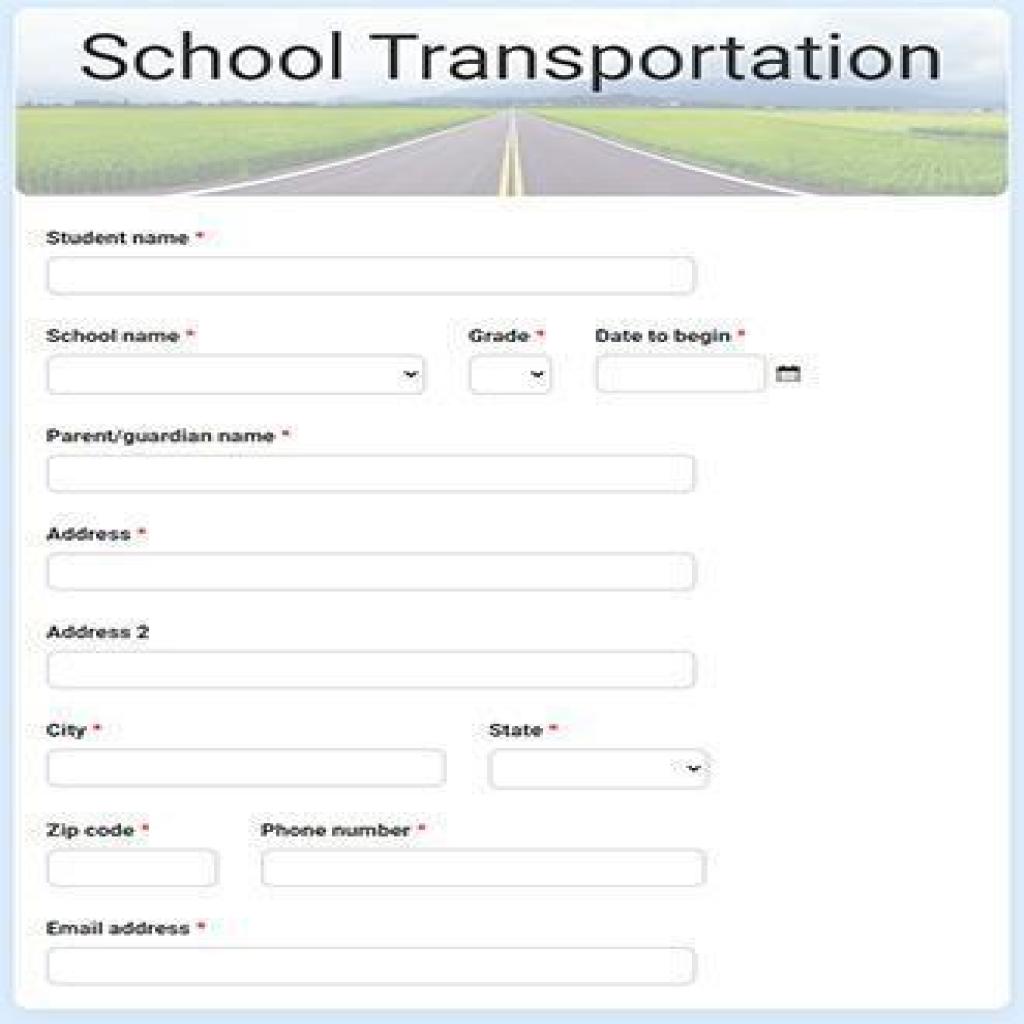 School Transportation
Student name *
School name * Grade * Date to begin *
Parent/guardian name *
Address *
Address 2
City * State *
Zip code * Phone number *
Email address *